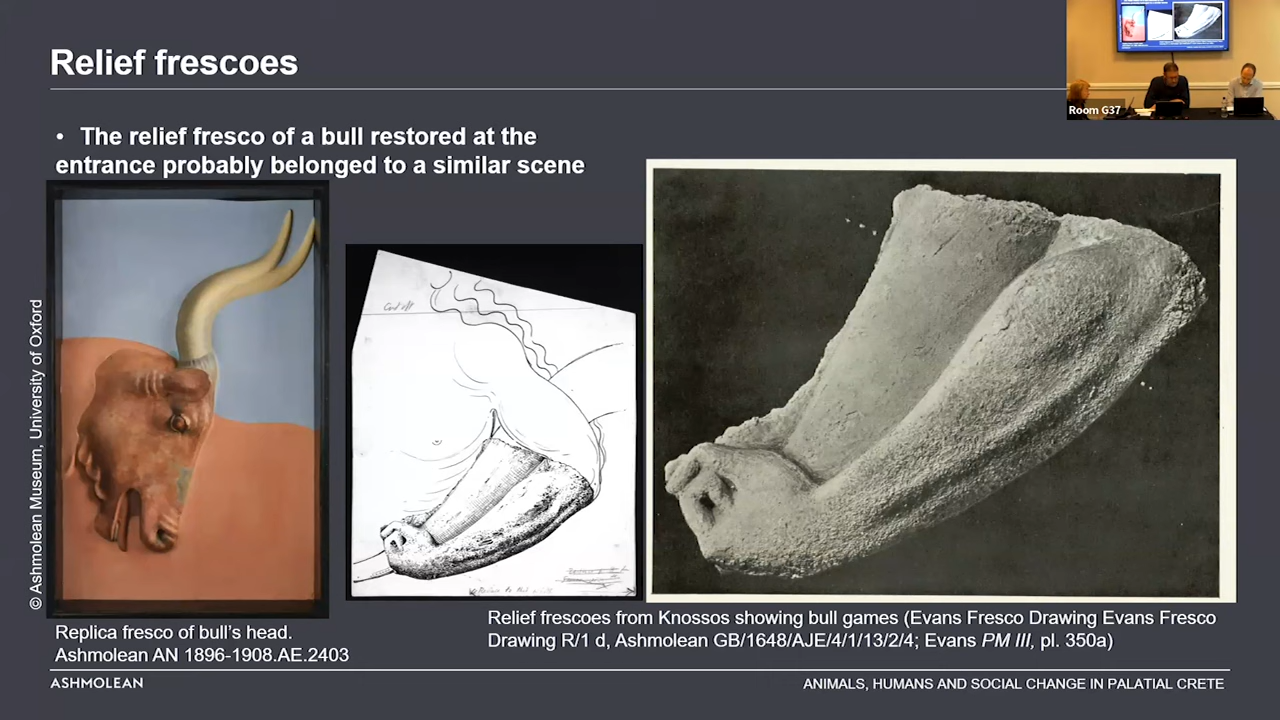 Relief frescoes
Room G37
• The relief fresco of a bull restored at the
entrance probably belonged to a similar scene
© Ashmolean Museum, University of Oxford
Replica fresco of bull's head.
Ashmolean AN 1896-1908.AE.2403
Relief frescoes from Knossos showing bull games (Evans Fresco Drawing Evans Fresco
Drawing R/1 d, Ashmolean GB/1648/AJE/4/1/13/2/4; Evans PM III, pl. 350a)
ASHMOLEAN
ANIMALS, HUMANS AND SOCIAL CHANGE IN PALATIAL CRETE